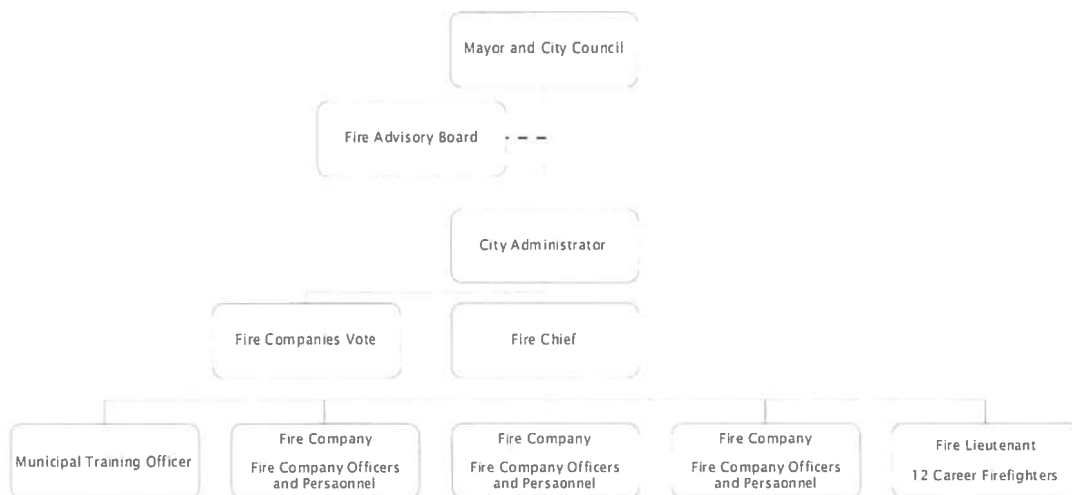 Mayor and City Council
Fire Advisory Board
City Administrator
Fire Companies Vote
Fire Chief
Municipal Training Officer
Fire Company
Fire Company Officers
and Persaonnel
Fire Company
Fire Company Officers
and Persaonnel
Fire Company
Fire Company Officers
and Persaonnel
Fire Lieutenant
12 Career Firefighters